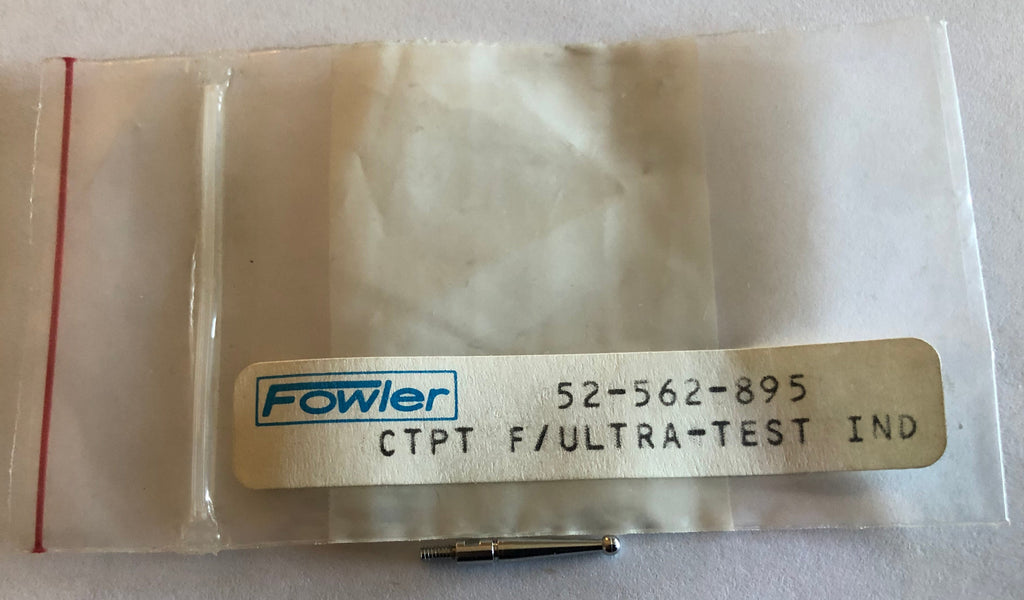 Fowler 52-562-895
CTPT F/ULTRA-TEST IND